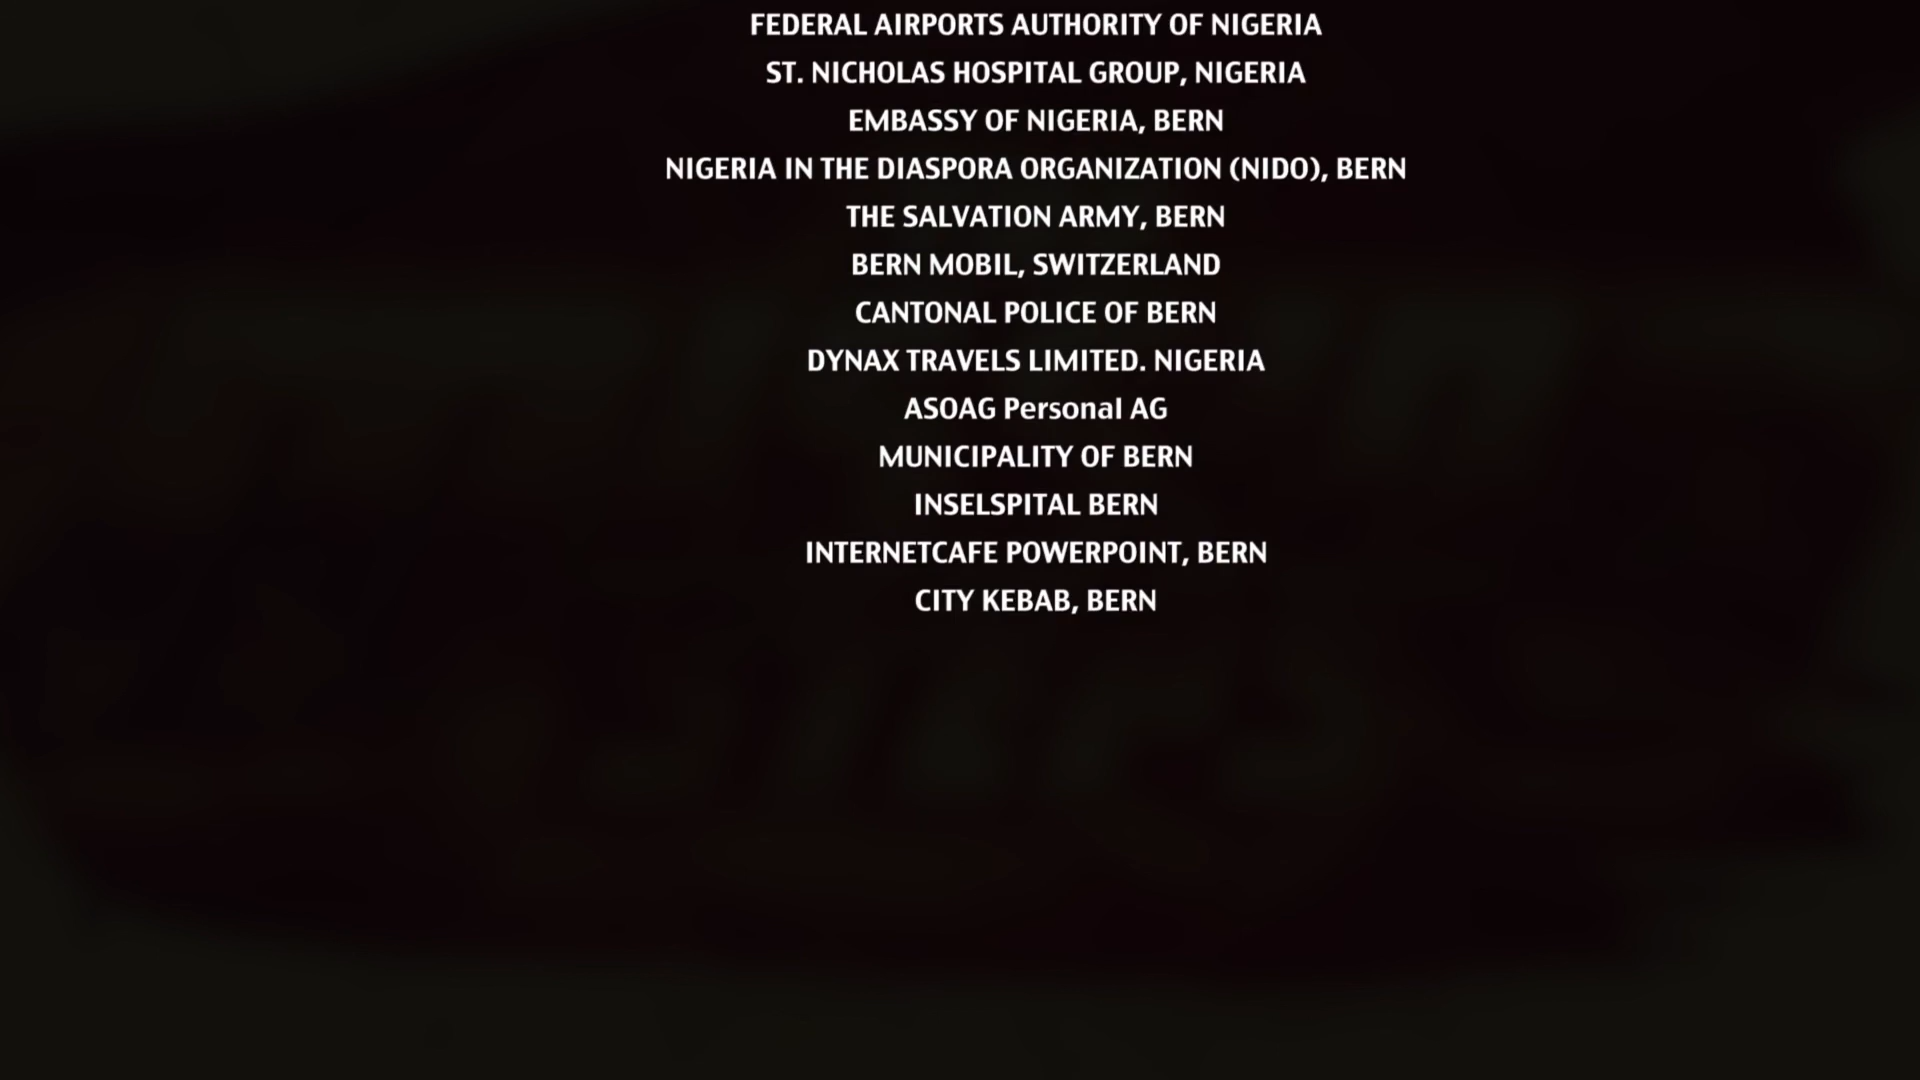 FEDERAL AIRPORTS AUTHORITY OF NIGERIA
ST. NICHOLAS HOSPITAL GROUP, NIGERIA
EMBASSY OF NIGERIA, BERN
NIGERIA IN THE DIASPORA ORGANIZATION (NIDO), BERN
THE SALVATION ARMY, BERN
BERN MOBIL, SWITZERLAND
CANTONAL POLICE OF BERN
DYNAX TRAVELS LIMITED. NIGERIA
ASOAG Personal AG
MUNICIPALITY OF BERN
INSELSPITAL BERN
INTERNETCAFE POWERPOINT, BERN
CITY KEBAB, BERN